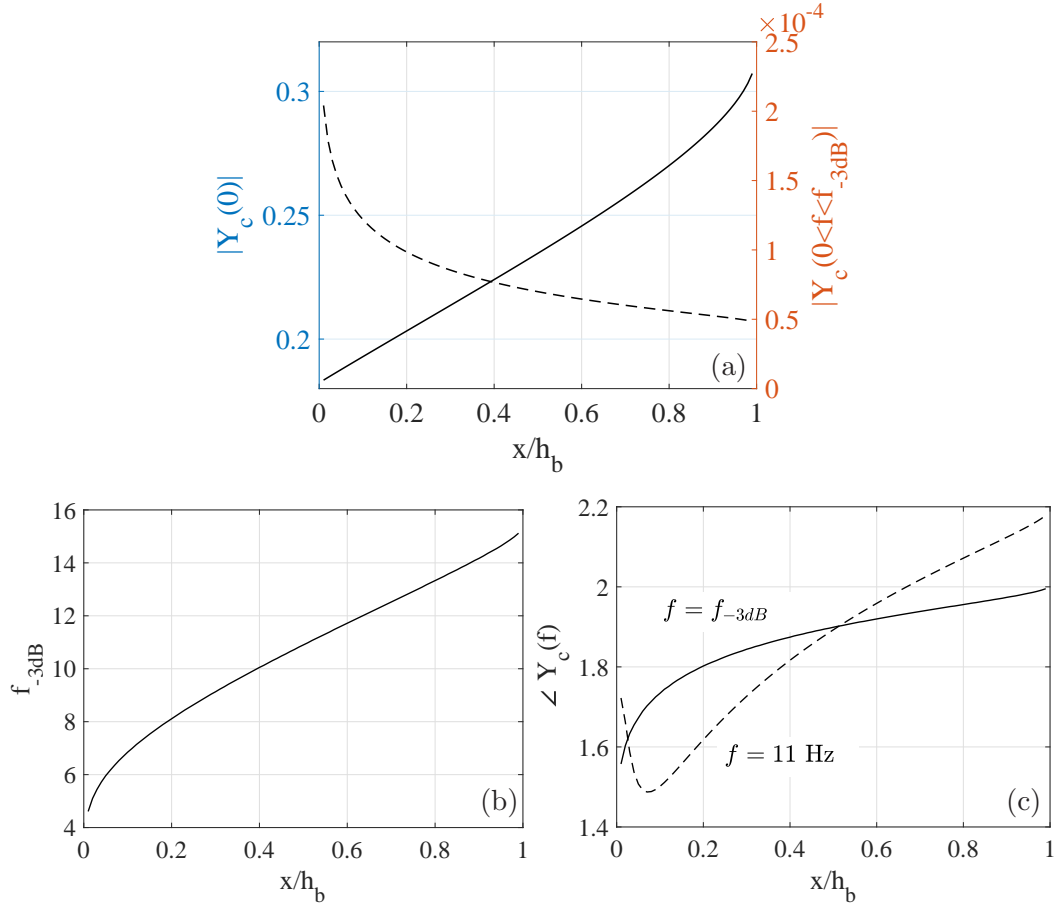 ×10⁻⁴
0.3
0.25
0.2
|Y_c(0)|
2.5
2
1.5
1
0.5
0
|Y_c(0<f<f_-3dB)|
(a)
0 0.2 0.4 0.6 0.8 1
x/h_b
16
14
12
10
8
6
4
f_-3dB
(b)
0 0.2 0.4 0.6 0.8 1
x/h_b
2.2
2
1.8
1.6
1.4
∠ Y_c(f)
f = f_−3dB
f = 11 Hz
(c)
0 0.2 0.4 0.6 0.8 1
x/h_b